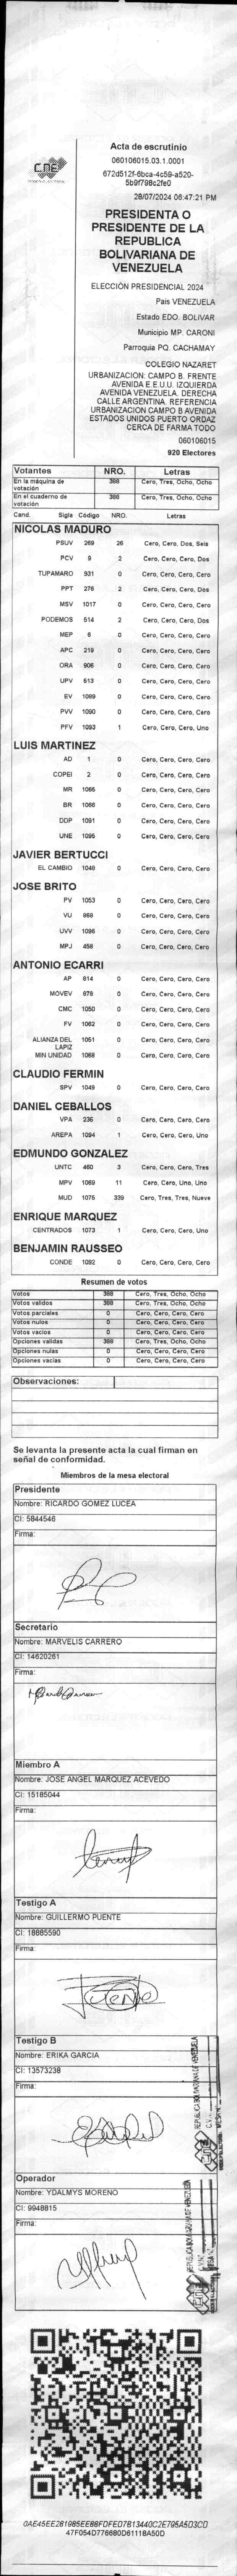 CNE
Acta de escrutinio
060106015.03.1.0001
672d512f-6bca-4c59-a520-
5b9f798c2fe0
28/07/2024 06:47:21 PM
PRESIDENTA O
PRESIDENTE DE LA
REPUBLICA
BOLIVARIANA DE
VENEZUELA
ELECCIÓN PRESIDENCIAL 2024
Pais VENEZUELA
Estado EDO. BOLIVAR
Municipio MP. CARONI
Parroquia PQ. CACHAMAY
COLEGIO NAZARET
URBANIZACION: CAMPO B. FRENTE
AVENIDA E.E.U.U. IZQUIERDA
AVENIDA VENEZUELA. DERECHA
CALLE ARGENTINA. REFERENCIA
URBANIZACION CAMPO B AVENIDA
ESTADOS UNIDOS PUERTO ORDAZ
CERCA DE FARMA TODO
060106015
920 Electores
Votantes NRO. Letras
En la máquina de votación 388 Cero, Tres, Ocho, Ocho
En el cuaderno de votación 388 Cero, Tres, Ocho, Ocho
Cand. Sigla Código NRO. Letras
NICOLAS MADURO
PSUV 269 26 Cero, Cero, Dos, Seis
PCV 9 2 Cero, Cero, Cero, Dos
TUPAMARO 931 0 Cero, Cero, Cero, Cero
PPT 276 2 Cero, Cero, Cero, Dos
MSV 1017 0 Cero, Cero, Cero, Cero
PODEMOS 514 2 Cero, Cero, Cero, Dos
MEP 6 0 Cero, Cero, Cero, Cero
APC 219 0 Cero, Cero, Cero, Cero
ORA 906 0 Cero, Cero, Cero, Cero
UPV 513 0 Cero, Cero, Cero, Cero
EV 1089 0 Cero, Cero, Cero, Cero
PVV 1090 0 Cero, Cero, Cero, Cero
PFV 1093 1 Cero, Cero, Cero, Uno
LUIS MARTINEZ
AD 1 0 Cero, Cero, Cero, Cero
COPEI 2 0 Cero, Cero, Cero, Cero
MR 1065 0 Cero, Cero, Cero, Cero
BR 1066 0 Cero, Cero, Cero, Cero
DDP 1091 0 Cero, Cero, Cero, Cero
UNE 1095 0 Cero, Cero, Cero, Cero
JAVIER BERTUCCI
EL CAMBIO 1046 0 Cero, Cero, Cero, Cero
JOSE BRITO
PV 1053 0 Cero, Cero, Cero, Cero
VU 868 0 Cero, Cero, Cero, Cero
UVV 1096 0 Cero, Cero, Cero, Cero
MPJ 458 0 Cero, Cero, Cero, Cero
ANTONIO ECARRI
AP 614 0 Cero, Cero, Cero, Cero
MOVEV 878 0 Cero, Cero, Cero, Cero
CMC 1050 0 Cero, Cero, Cero, Cero
FV 1062 0 Cero, Cero, Cero, Cero
ALIANZA DEL LAPIZ 1051 0 Cero, Cero, Cero, Cero
MIN UNIDAD 1068 0 Cero, Cero, Cero, Cero
CLAUDIO FERMIN
SPV 1049 0 Cero, Cero, Cero, Cero
DANIEL CEBALLOS
VPA 236 0 Cero, Cero, Cero, Cero
AREPA 1094 1 Cero, Cero, Cero, Uno
EDMUNDO GONZALEZ
UNTC 460 3 Cero, Cero, Cero, Tres
MPV 1069 11 Cero, Cero, Uno, Uno
MUD 1076 339 Cero, Tres, Tres, Nueve
ENRIQUE MARQUEZ
CENTRADOS 1073 1 Cero, Cero, Cero, Uno
BENJAMIN RAUSSEO
CONDE 1092 0 Cero, Cero, Cero, Cero
Resumen de votos
Votos 388 Cero, Tres, Ocho, Ocho
Votos validos 388 Cero, Tres, Ocho, Ocho
Votos parciales 0 Cero, Cero, Cero, Cero
Votos nulos 0 Cero, Cero, Cero, Cero
Votos vacios 0 Cero, Cero, Cero, Cero
Opciones validas 388 Cero, Tres, Ocho, Ocho
Opciones nulas 0 Cero, Cero, Cero, Cero
Opciones vacias 0 Cero, Cero, Cero, Cero
Observaciones:
Se levanta la presente acta la cual firman en
señal de conformidad.
Miembros de la mesa electoral
Presidente
Nombre: RICARDO GOMEZ LUCEA
CI: 5844546
Firma:
Secretario
Nombre: MARVELIS CARRERO
CI: 14620261
Firma:
Miembro A
Nombre: JOSE ANGEL MARQUEZ ACEVEDO
CI: 15185044
Firma:
Testigo A
Nombre: GUILLERMO PUENTE
CI: 18885590
Firma:
Testigo B
Nombre: ERIKA GARCIA
CI: 13573238
Firma:
REPUBLICA BOLIVARIANA DE VENEZUELA
CNE
Operador
Nombre: YDALMYS MORENO
CI: 9948815
Firma:
REPUBLICA BOLIVARIANA DE VENEZUELA
CNE
0AE45EE281985EE88FDFED7B13440C2E795A5D3CD
47F054D776680D61118A50D